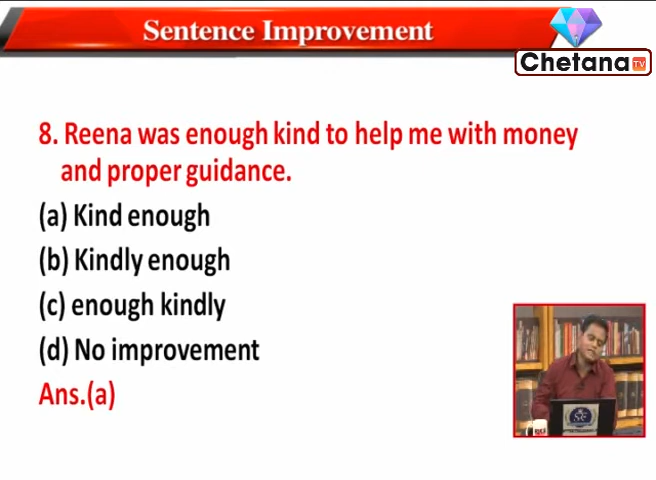 Sentence Improvement
Chetana TV
8. Reena was enough kind to help me with money
and proper guidance.
(a) Kind enough
(b) Kindly enough
(c) enough kindly
(d) No improvement
Ans.(a)